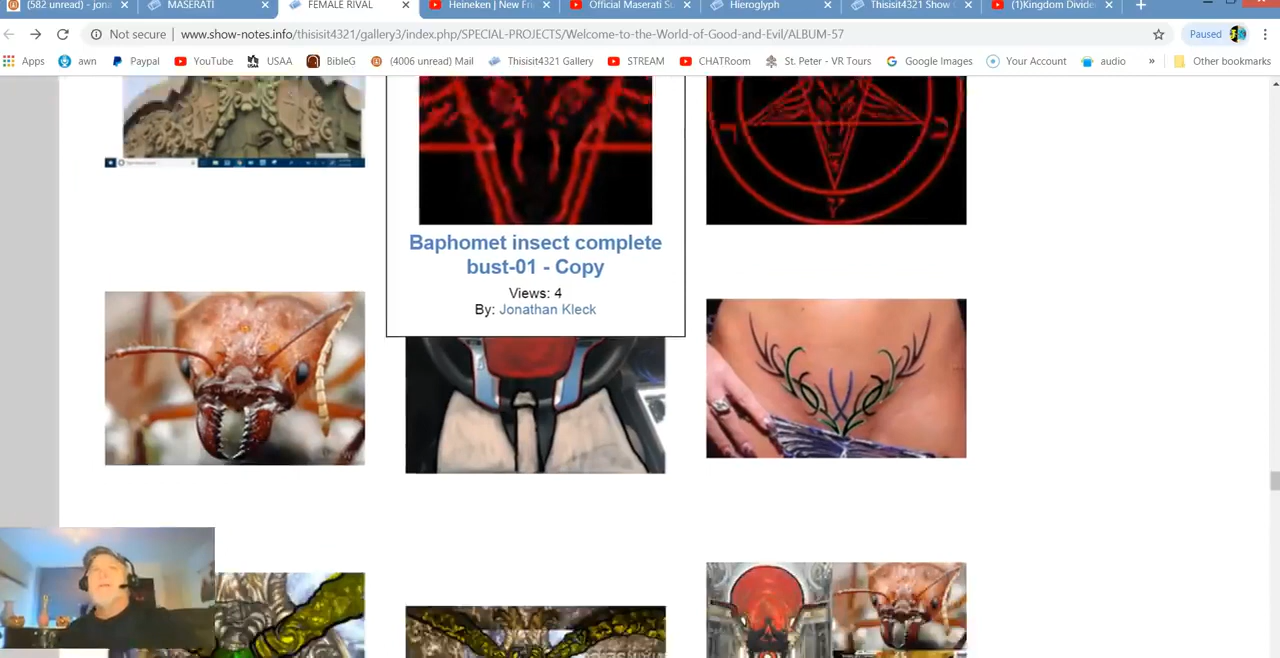 (582 unread) - jona
MASERATI
FEMALE RIVAL
Heineken | New Fri
Official Maserati Su
Hieroglyph
Thisisit4321 Show G
(1)Kingdom Divide
Not secure
www.show-notes.info/thisisit4321/gallery3/index.php/SPECIAL-PROJECTS/Welcome-to-the-World-of-Good-and-Evil/ALBUM-57
Paused
Apps
awn
Paypal
YouTube
USAA
BibleG
(4006 unread) Mail
Thisisit4321 Gallery
STREAM
CHATRoom
St. Peter - VR Tours
Google Images
Your Account
audio
»
Other bookmarks
Baphomet insect complete
bust-01 - Copy
Views: 4
By: Jonathan Kleck